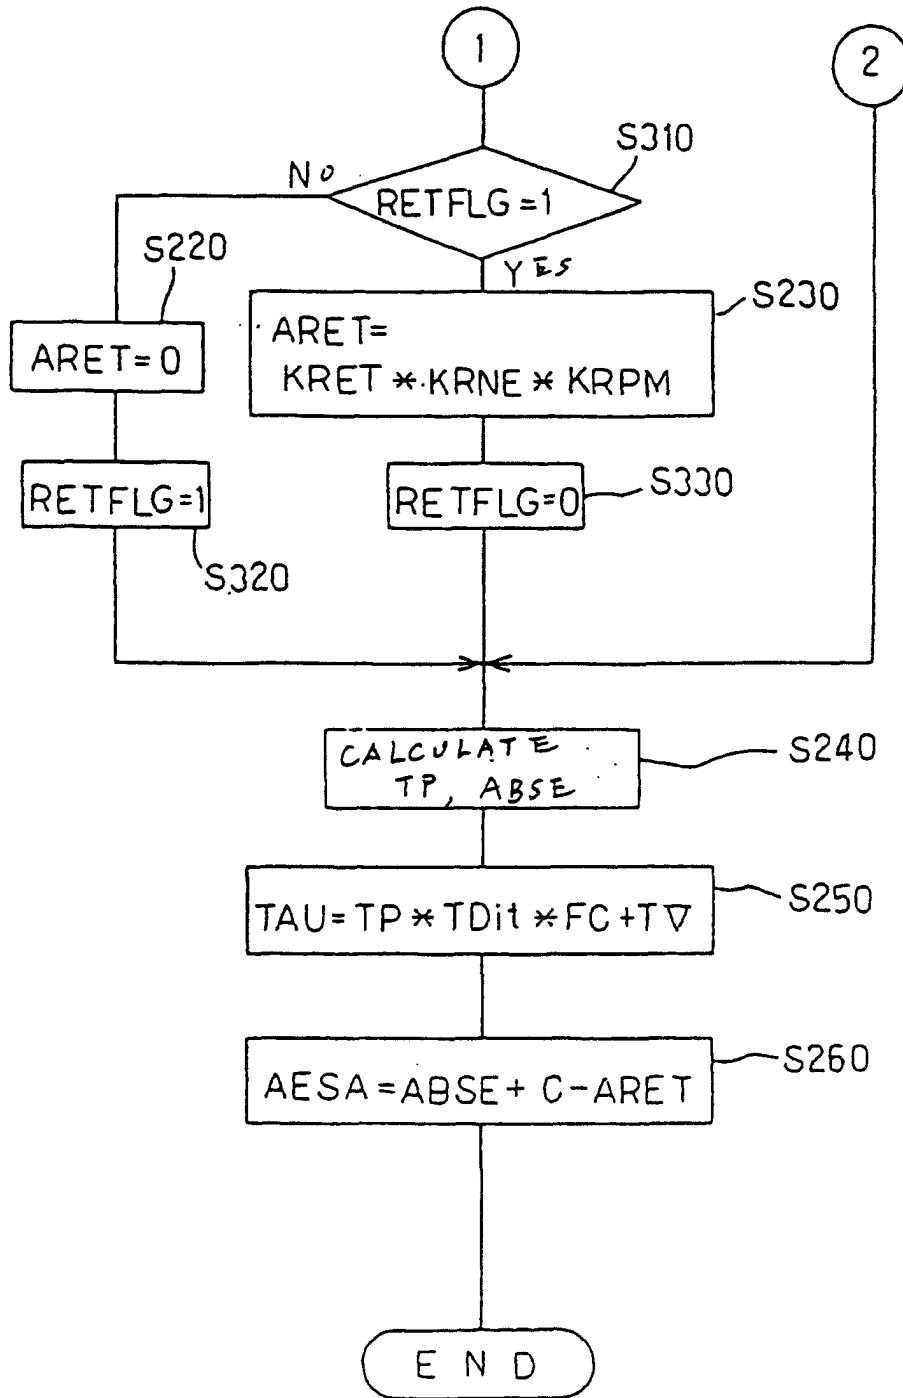 1
2
S310
No
RETFLG=1
YES
S220
S230
ARET=0
ARET=
KRET * KRNE * KRPM
RETFLG=1
RETFLG=0
S330
S320
CALCULATE
TP, ABSE
S240
TAU=TP*TDit*FC+T▽
S250
AESA=ABSE+ C-ARET
S260
END